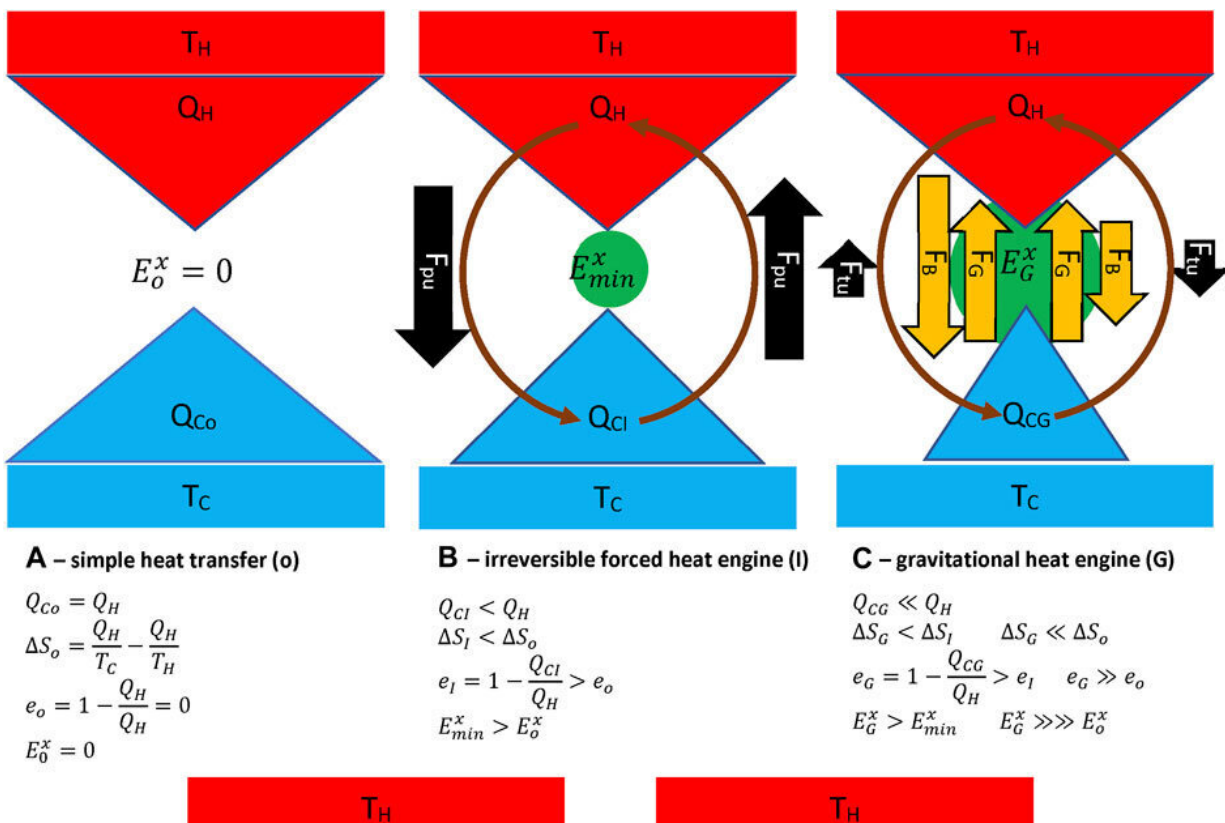 T_H T_H T_H
Q_H Q_H Q_H
F_pu F_pu F_tu F_B F_G F_G F_B F_tu
E_o^x = 0 E_min^x E_G^x
Q_Co Q_CI Q_CG
T_C T_C T_C
A – simple heat transfer (o)
Q_Co = Q_H
ΔS_o = Q_H/T_C − Q_H/T_H
e_o = 1 − Q_H/Q_H = 0
E_0^x = 0
B – irreversible forced heat engine (I)
Q_CI < Q_H
ΔS_I < ΔS_o
e_I = 1 − Q_CI/Q_H > e_o
E_min^x > E_o^x
C – gravitational heat engine (G)
Q_CG ≪ Q_H
ΔS_G < ΔS_I ΔS_G ≪ ΔS_o
e_G = 1 − Q_CG/Q_H > e_I e_G ≫ e_o
E_G^x > E_min^x E_G^x ⋙ E_o^x
T_H T_H